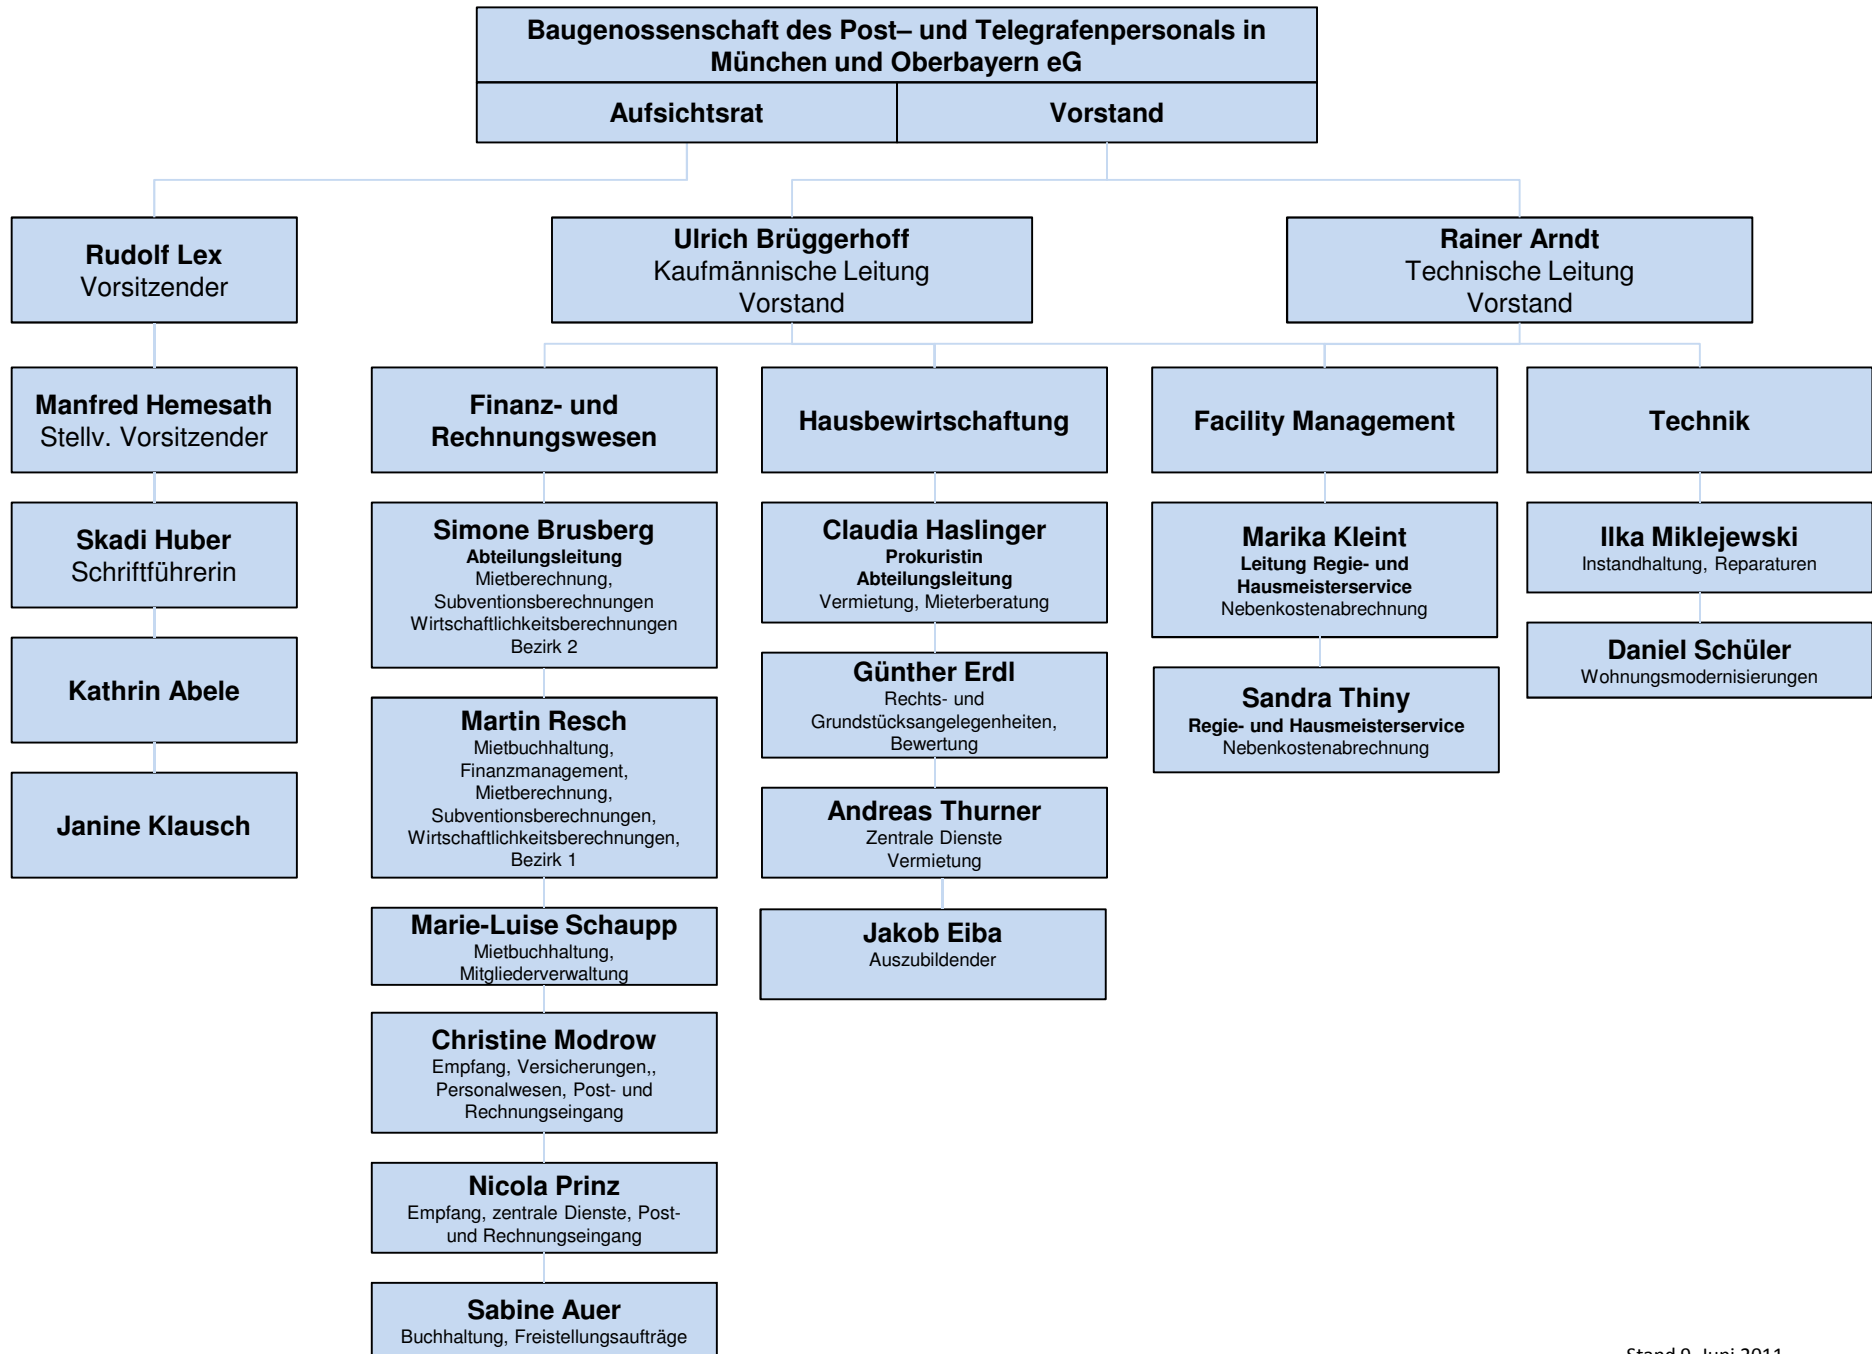 Baugenossenschaft des Post– und Telegrafenpersonals in
München und Oberbayern eG
Aufsichtsrat
Vorstand
Rudolf Lex
Vorsitzender
Ulrich Brüggerhoff
Kaufmännische Leitung
Vorstand
Rainer Arndt
Technische Leitung
Vorstand
Manfred Hemesath
Stellv. Vorsitzender
Skadi Huber
Schriftführerin
Kathrin Abele
Janine Klausch
Finanz- und
Rechnungswesen
Simone Brusberg
Abteilungsleitung
Mietberechnung,
Subventionsberechnungen
Wirtschaftlichkeitsberechnungen
Bezirk 2
Martin Resch
Mietbuchhaltung,
Finanzmanagement,
Mietberechnung,
Subventionsberechnungen,
Wirtschaftlichkeitsberechnungen,
Bezirk 1
Marie-Luise Schaupp
Mietbuchhaltung,
Mitgliederverwaltung
Christine Modrow
Empfang, Versicherungen,,
Personalwesen, Post- und
Rechnungseingang
Nicola Prinz
Empfang, zentrale Dienste, Post-
und Rechnungseingang
Sabine Auer
Buchhaltung, Freistellungsaufträge
Hausbewirtschaftung
Claudia Haslinger
Prokuristin
Abteilungsleitung
Vermietung, Mieterberatung
Günther Erdl
Rechts- und
Grundstücksangelegenheiten,
Bewertung
Andreas Thurner
Zentrale Dienste
Vermietung
Jakob Eiba
Auszubildender
Facility Management
Marika Kleint
Leitung Regie- und
Hausmeisterservice
Nebenkostenabrechnung
Sandra Thiny
Regie- und Hausmeisterservice
Nebenkostenabrechnung
Technik
Ilka Miklejewski
Instandhaltung, Reparaturen
Daniel Schüler
Wohnungsmodernisierungen
Stand 9. Juni 2011